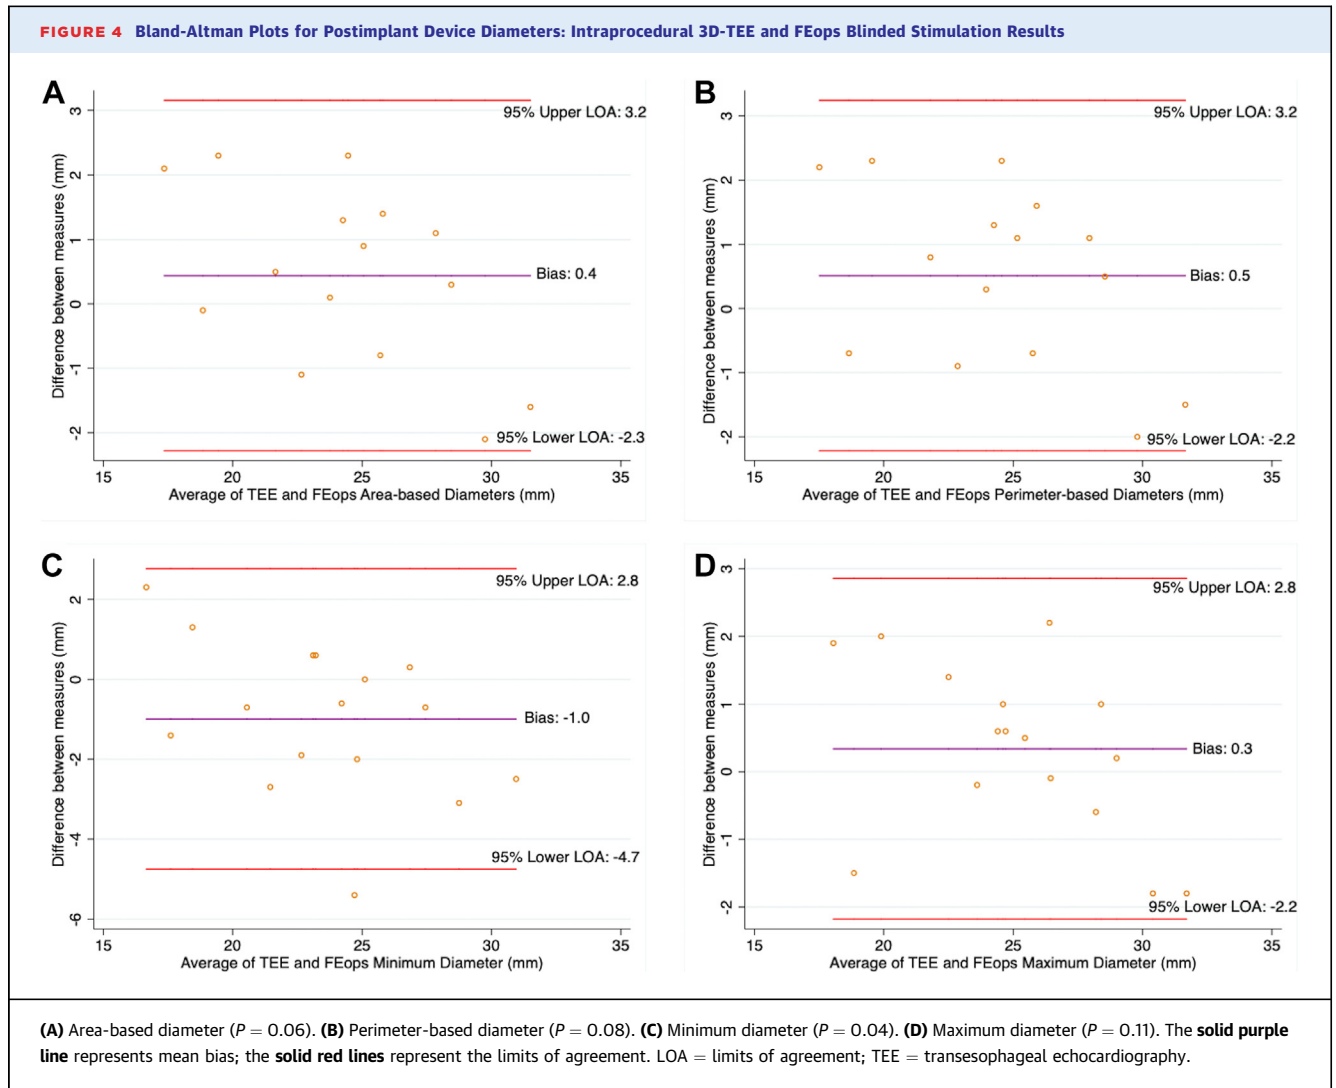 FIGURE 4 Bland-Altman Plots for Postimplant Device Diameters: Intraprocedural 3D-TEE and FEops Blinded Stimulation Results
A
Difference between measures (mm)
3
2
1
0
-1
-2
95% Upper LOA: 3.2
Bias: 0.4
95% Lower LOA: -2.3
15 20 25 30 35
Average of TEE and FEops Area-based Diameters (mm)
B
Difference between measures (mm)
3
2
1
0
-1
-2
95% Upper LOA: 3.2
Bias: 0.5
95% Lower LOA: -2.2
15 20 25 30 35
Average of TEE and FEops Perimeter-based Diameters (mm)
C
Difference between measures (mm)
2
0
-2
-4
-6
95% Upper LOA: 2.8
Bias: -1.0
95% Lower LOA: -4.7
15 20 25 30 35
Average of TEE and FEops Minimum Diameter (mm)
D
Difference between measures (mm)
3
2
1
0
-1
-2
95% Upper LOA: 2.8
Bias: 0.3
95% Lower LOA: -2.2
15 20 25 30 35
Average of TEE and FEops Maximum Diameter (mm)
(A) Area-based diameter (P = 0.06). (B) Perimeter-based diameter (P = 0.08). (C) Minimum diameter (P = 0.04). (D) Maximum diameter (P = 0.11). The solid purple
line represents mean bias; the solid red lines represent the limits of agreement. LOA = limits of agreement; TEE = transesophageal echocardiography.